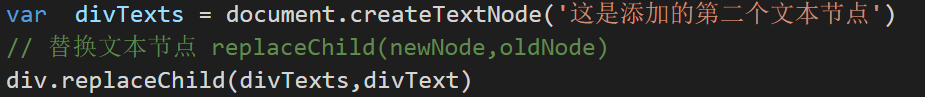 var  divTexts = document.createTextNode('这是添加的第二个文本节点')
// 替换文本节点 replaceChild(newNode,oldNode)
div.replaceChild(divTexts,divText)